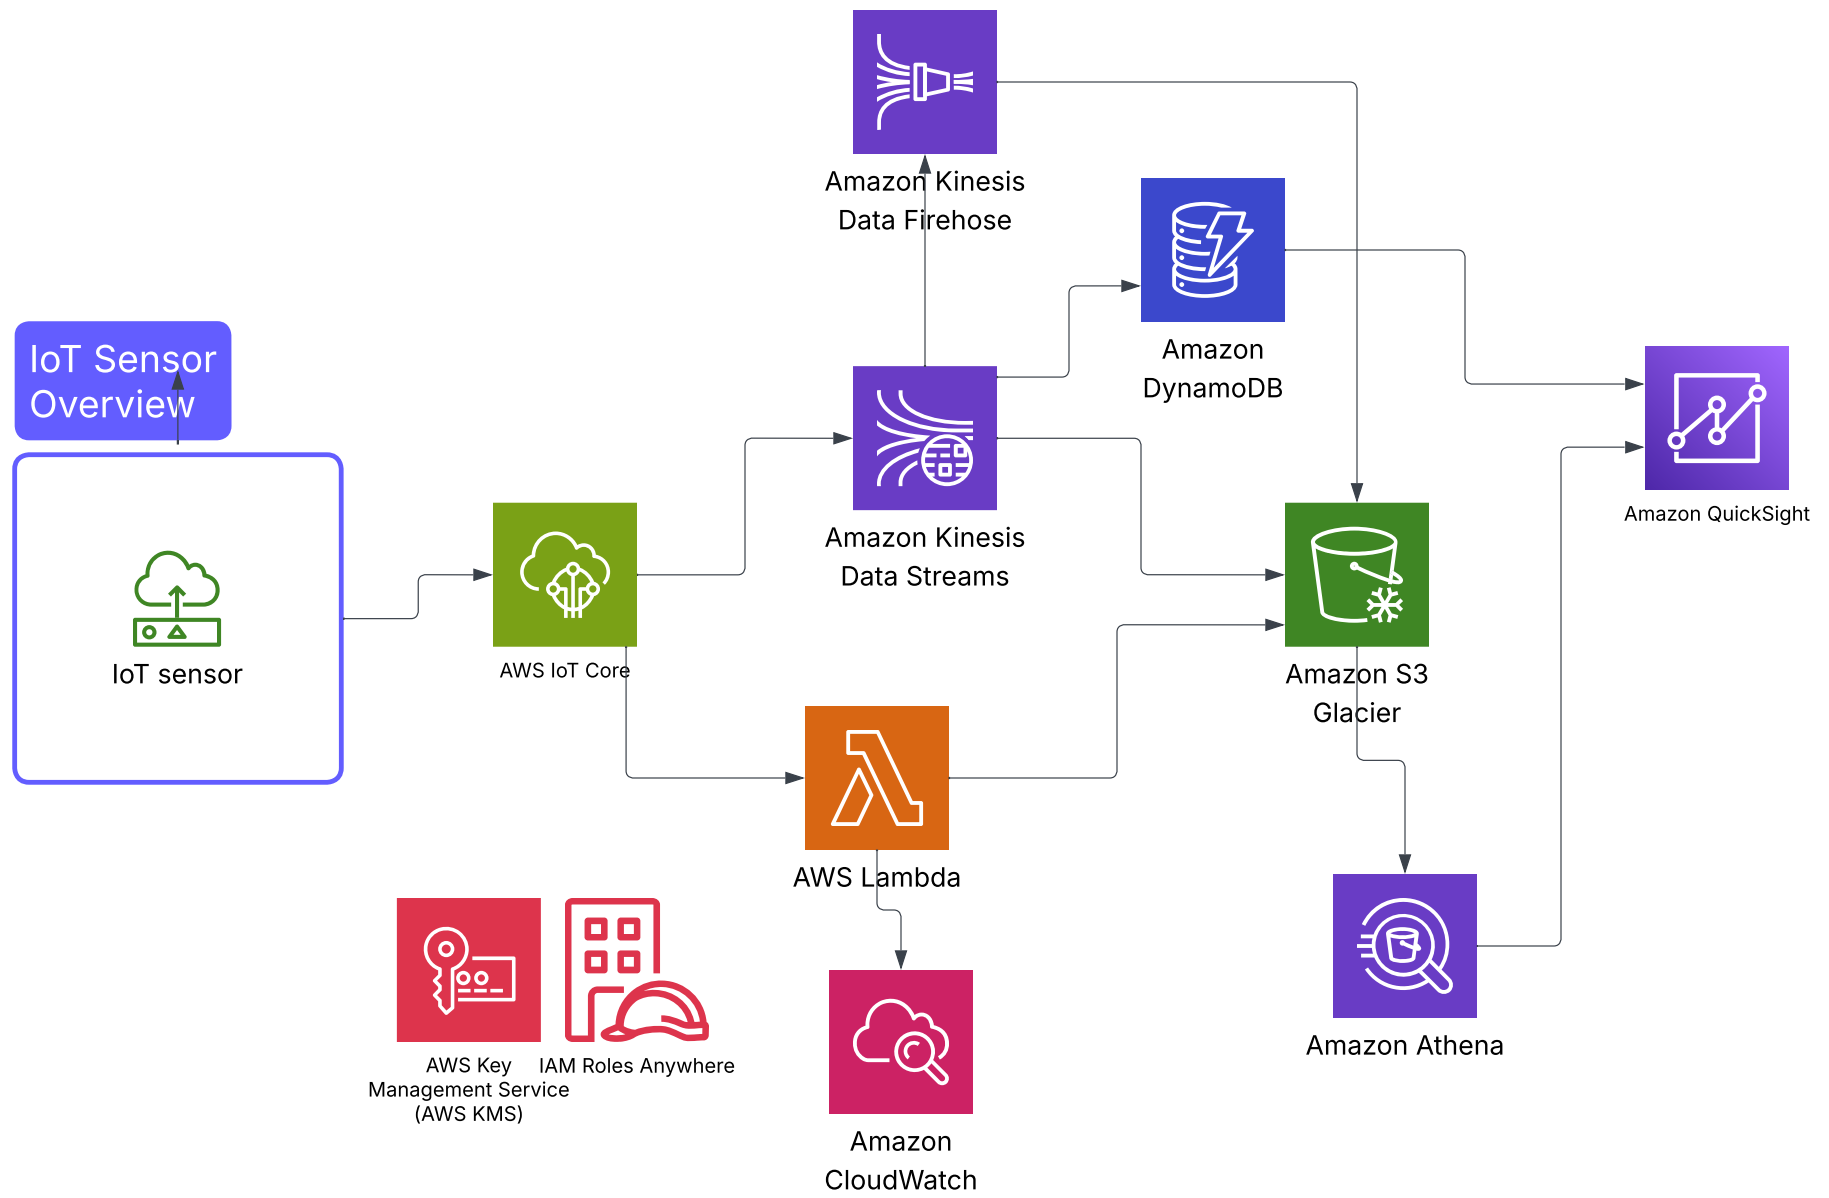 Amazon Kinesis
Data Firehose
Amazon
DynamoDB
IoT Sensor
Overview
Amazon QuickSight
Amazon Kinesis
Data Streams
IoT sensor
AWS IoT Core
Amazon S3
Glacier
AWS Lambda
Amazon Athena
AWS Key
Management Service
(AWS KMS)
IAM Roles Anywhere
Amazon
CloudWatch